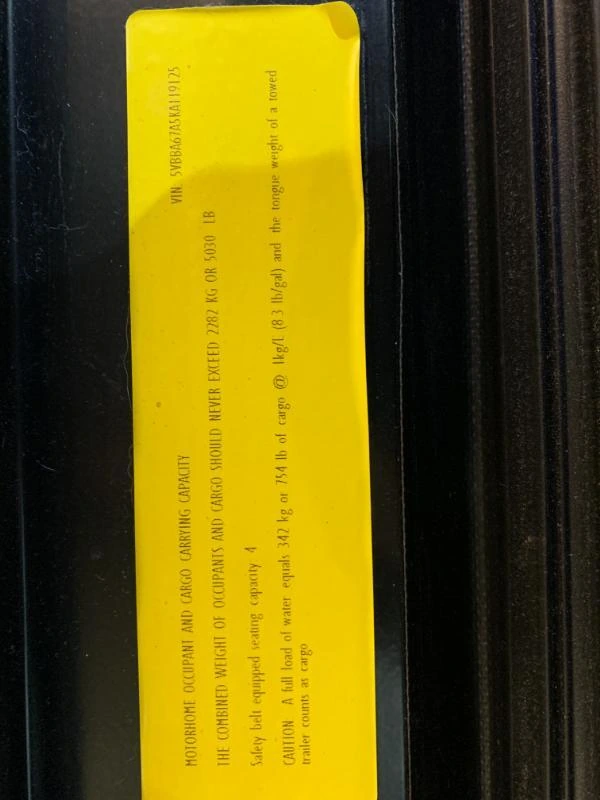 MOTORHOME OCCUPANT AND CARGO CARRYING CAPACITY VIN 5VBBA67A5KA119125
THE COMBINED WEIGHT OF OCCUPANTS AND CARGO SHOULD NEVER EXCEED 2282 KG OR 5030 LB
Safety belt equipped seating capacity 4
CAUTION A full load of water equals 342 kg or 754 lb of cargo @ 1kg/L (8 3 lb/gal) and the tongue weight of a towed
trailer counts as cargo